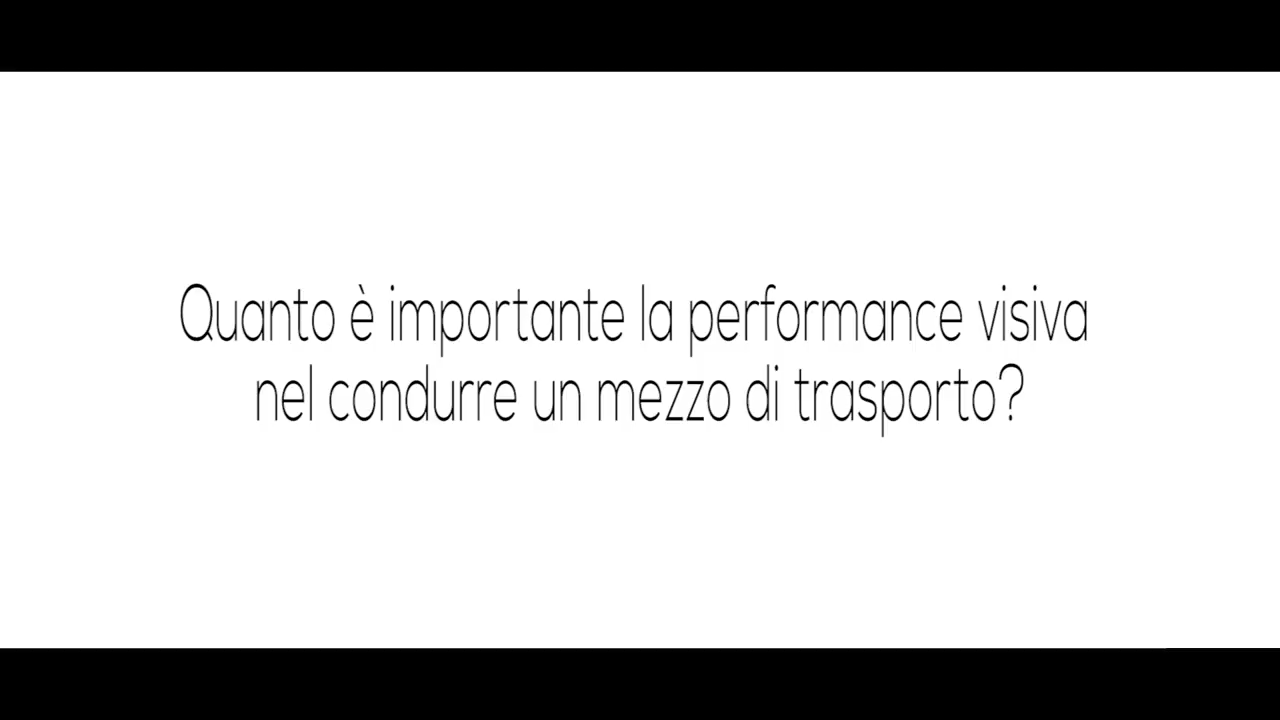 Quanto è importante la performance visiva
nel condurre un mezzo di trasporto?